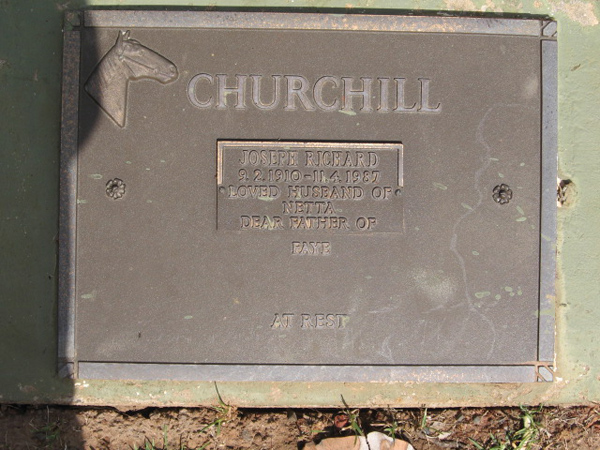 CHURCHILL
JOSEPH RICHARD
9.2.1910-11.4.1987
LOVED HUSBAND OF
NETTA
DEAR FATHER OF
FAYE
AT REST